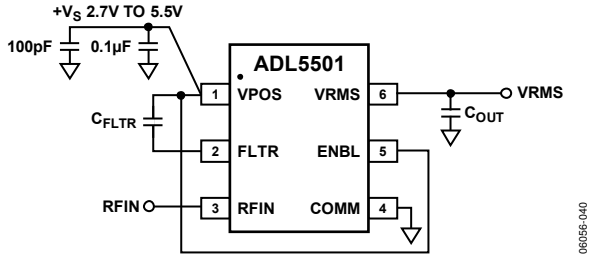 +VS 2.7V TO 5.5V
100pF
0.1µF
ADL5501
1 VPOS
VRMS 6
VRMS
CFLTR
COUT
2 FLTR
ENBL 5
RFIN
3 RFIN
COMM 4
06056-040